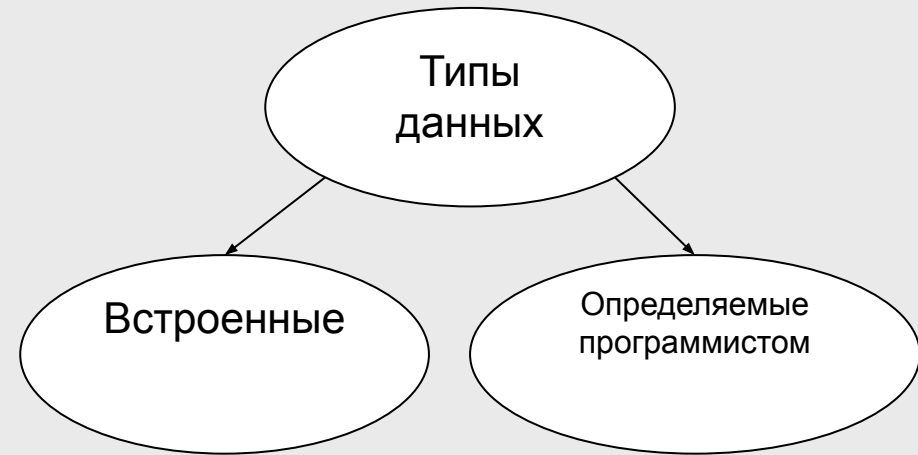 Типы
данных
Встроенные
Определяемые
программистом